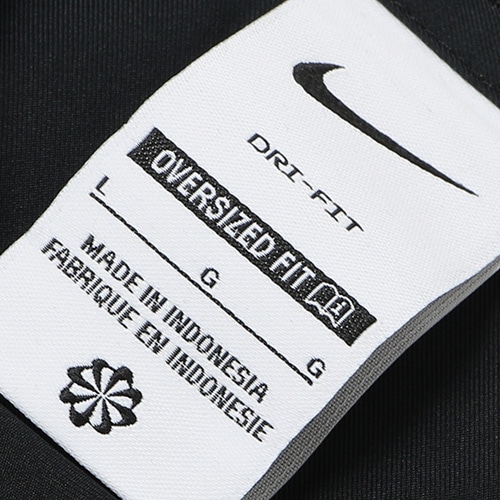 DRI-FIT
OVERSIZED FIT
L G G
MADE IN INDONESIA
FABRIQUE EN INDONESIE